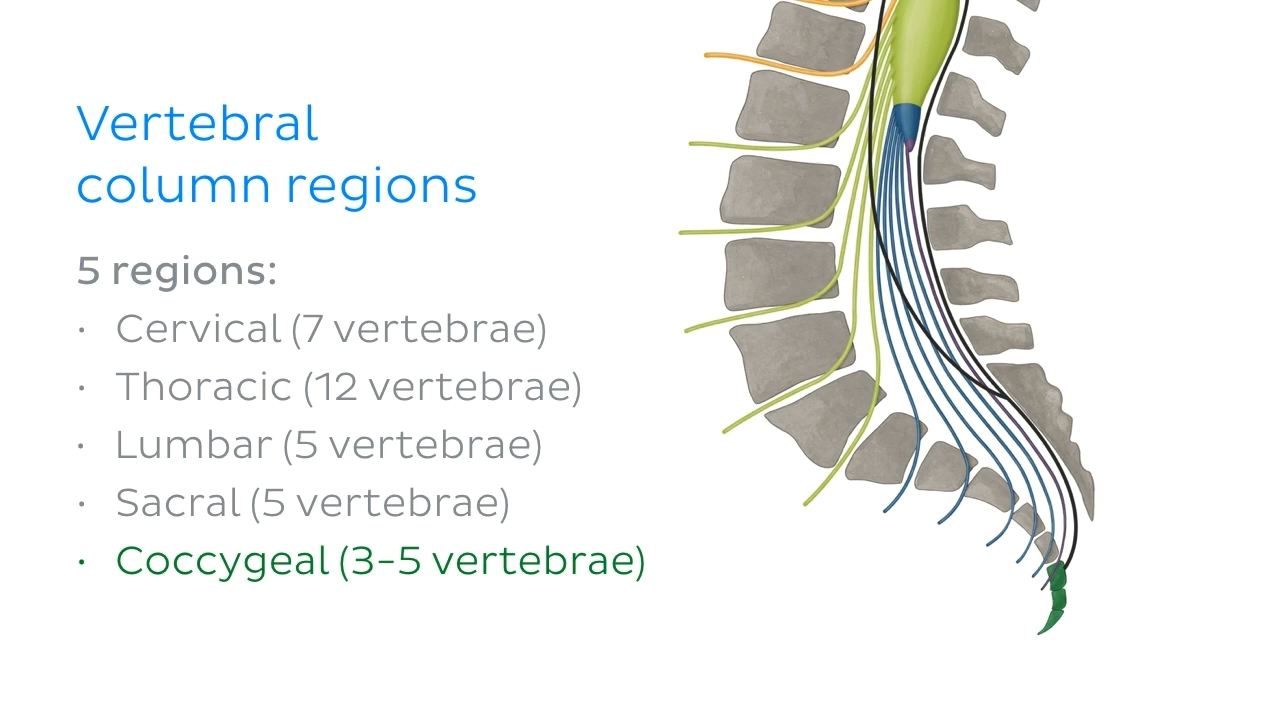 Vertebral
column regions
5 regions:
· Cervical (7 vertebrae)
· Thoracic (12 vertebrae)
· Lumbar (5 vertebrae)
· Sacral (5 vertebrae)
· Coccygeal (3-5 vertebrae)